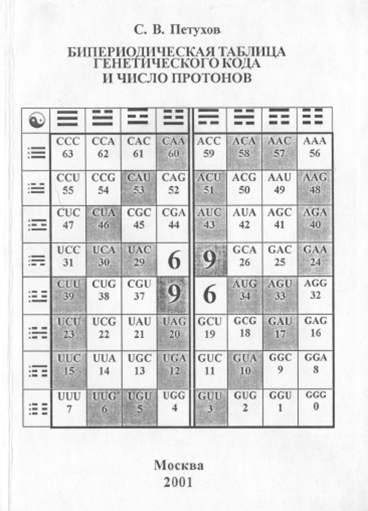 С. В. Петухов
БИПЕРИОДИЧЕСКАЯ ТАБЛИЦА
ГЕНЕТИЧЕСКОГО КОДА
И ЧИСЛО ПРОТОНОВ
CCC CCA CAC CAA ACC ACA AAC AAA
63 62 61 60 59 58 57 56
CCU CCG CAU CAG ACU ACG AAU AAG
55 54 53 52 51 50 49 48
CUC CUA CGC CGA AUC AUA AGC AGA
47 46 45 44 43 42 41 40
UCC UCA UAC 6 9 GCA GAC GAA
31 30 29 26 25 24
CUU CUG CGU 9 6 AUG AGU AGG
39 38 37 34 33 32
UCU UCG UAU UAG GCU GCG GAU GAG
23 22 21 20 19 18 17 16
UUC UUA UGC UGA GUC GUA GGC GGA
15 14 13 12 11 10 9 8
UUU UUG UGU UGG GUU GUG GGU GGG
7 6 5 4 3 2 1 0
Москва
2001